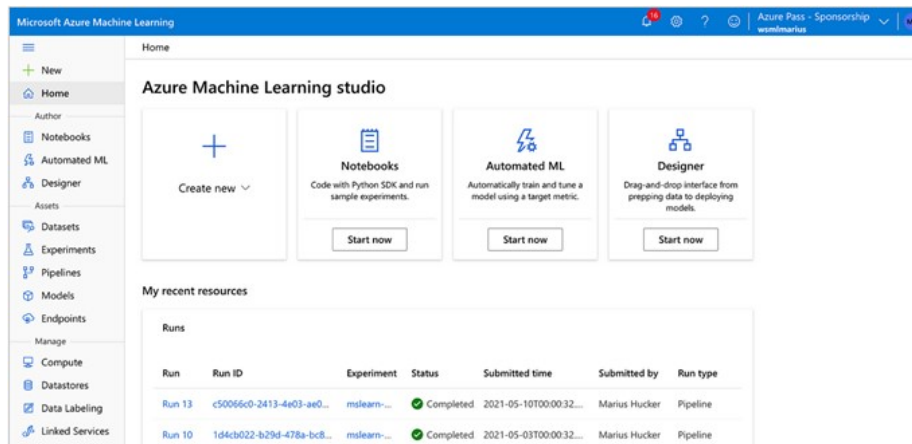 Microsoft Azure Machine Learning
16
?
Azure Pass - Sponsorship
wsmlmarius
New
Home
Author
Notebooks
Automated ML
Designer
Assets
Datasets
Experiments
Pipelines
Models
Endpoints
Manage
Compute
Datastores
Data Labeling
Linked Services
Home
Azure Machine Learning studio
Create new
Notebooks
Code with Python SDK and run
sample experiments.
Start now
Automated ML
Automatically train and tune a
model using a target metric.
Start now
Designer
Drag-and-drop interface from
prepping data to deploying
models.
Start now
My recent resources
Runs
Run Run ID Experiment Status Submitted time Submitted by Run type
Run 13 c50066c0-2413-4e03-ae0... mslearn-... Completed 2021-05-10T00:00:32.... Marius Hucker Pipeline
Run 10 1d4cb022-b29d-478a-bc8... mslearn-... Completed 2021-05-03T00:00:32.... Marius Hucker Pipeline